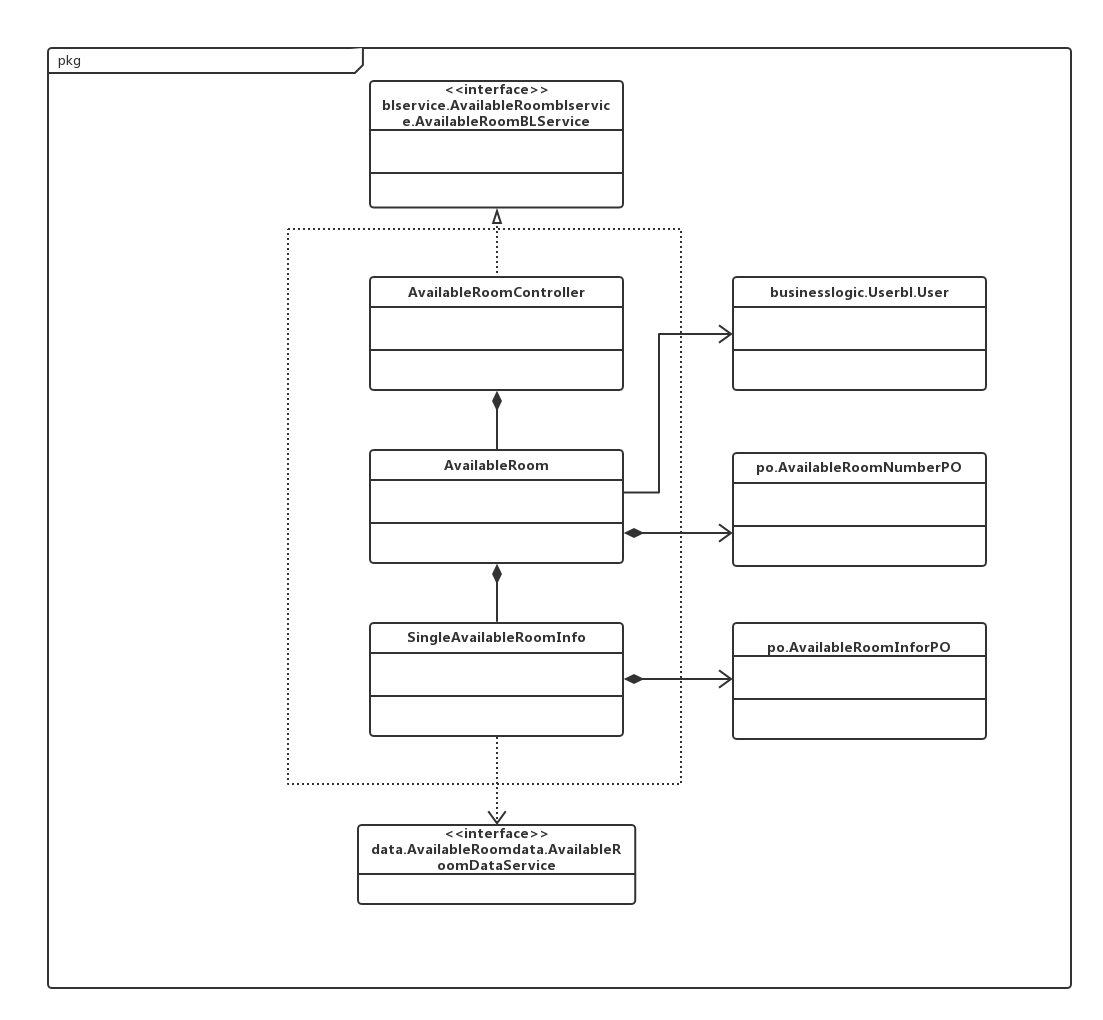 pkg
<<interface>>
blservice.AvailableRoomblservic
e.AvailableRoomBLService
AvailableRoomController
businesslogic.Userbl.User
AvailableRoom
po.AvailableRoomNumberPO
SingleAvailableRoomInfo
po.AvailableRoomInforPO
<<interface>>
data.AvailableRoomdata.AvailableR
oomDataService